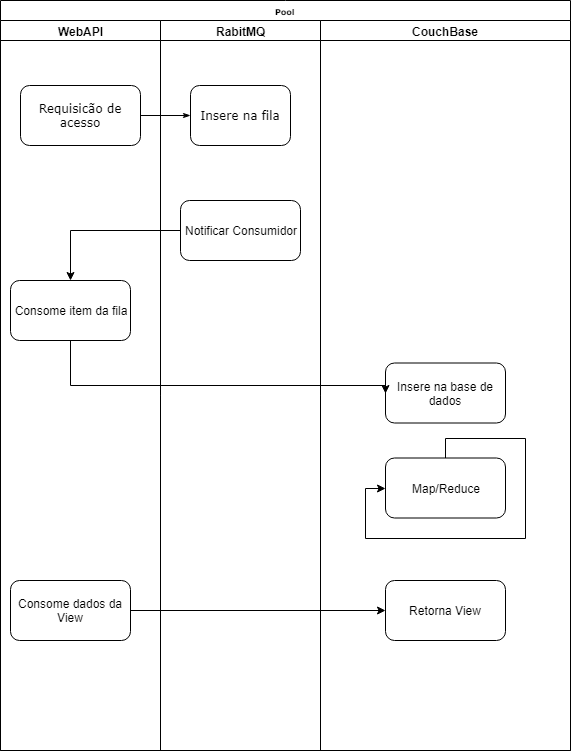 Pool
WebAPI
RabitMQ
CouchBase
Requisicão de
acesso
Insere na fila
Notificar Consumidor
Consome item da fila
Insere na base de
dados
Map/Reduce
Consome dados da
View
Retorna View